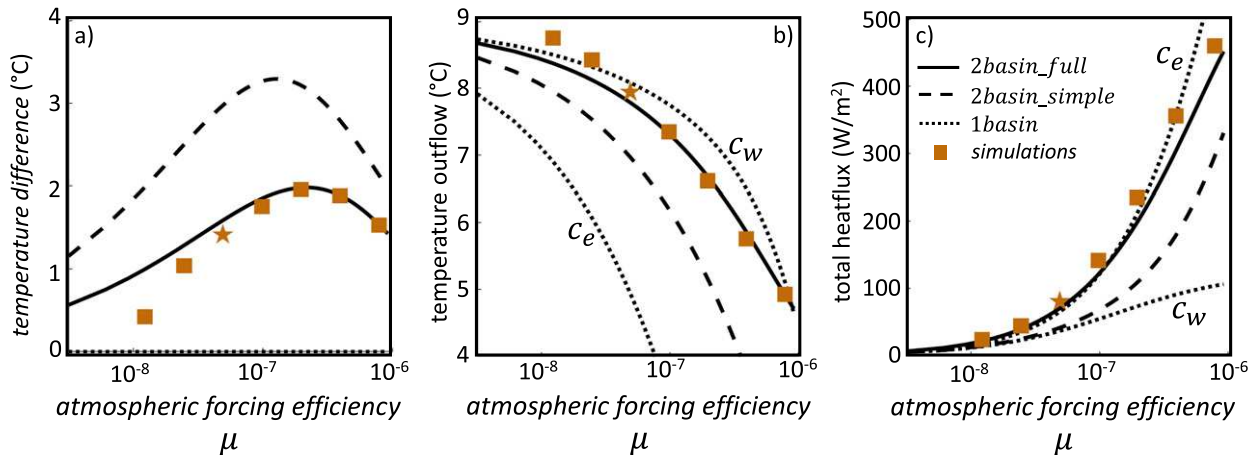 a)
temperature difference (°C)
4
3
2
1
0
10⁻⁸
10⁻⁷
10⁻⁶
atmospheric forcing efficiency
μ
b)
temperature outflow (°C)
9
8
7
6
5
4
c_w
c_e
10⁻⁸
10⁻⁷
10⁻⁶
atmospheric forcing efficiency
μ
c)
total heatflux (W/m²)
500
400
300
200
100
0
c_e
2basin_full
2basin_simple
1basin
simulations
c_w
10⁻⁸
10⁻⁷
10⁻⁶
atmospheric forcing efficiency
μ